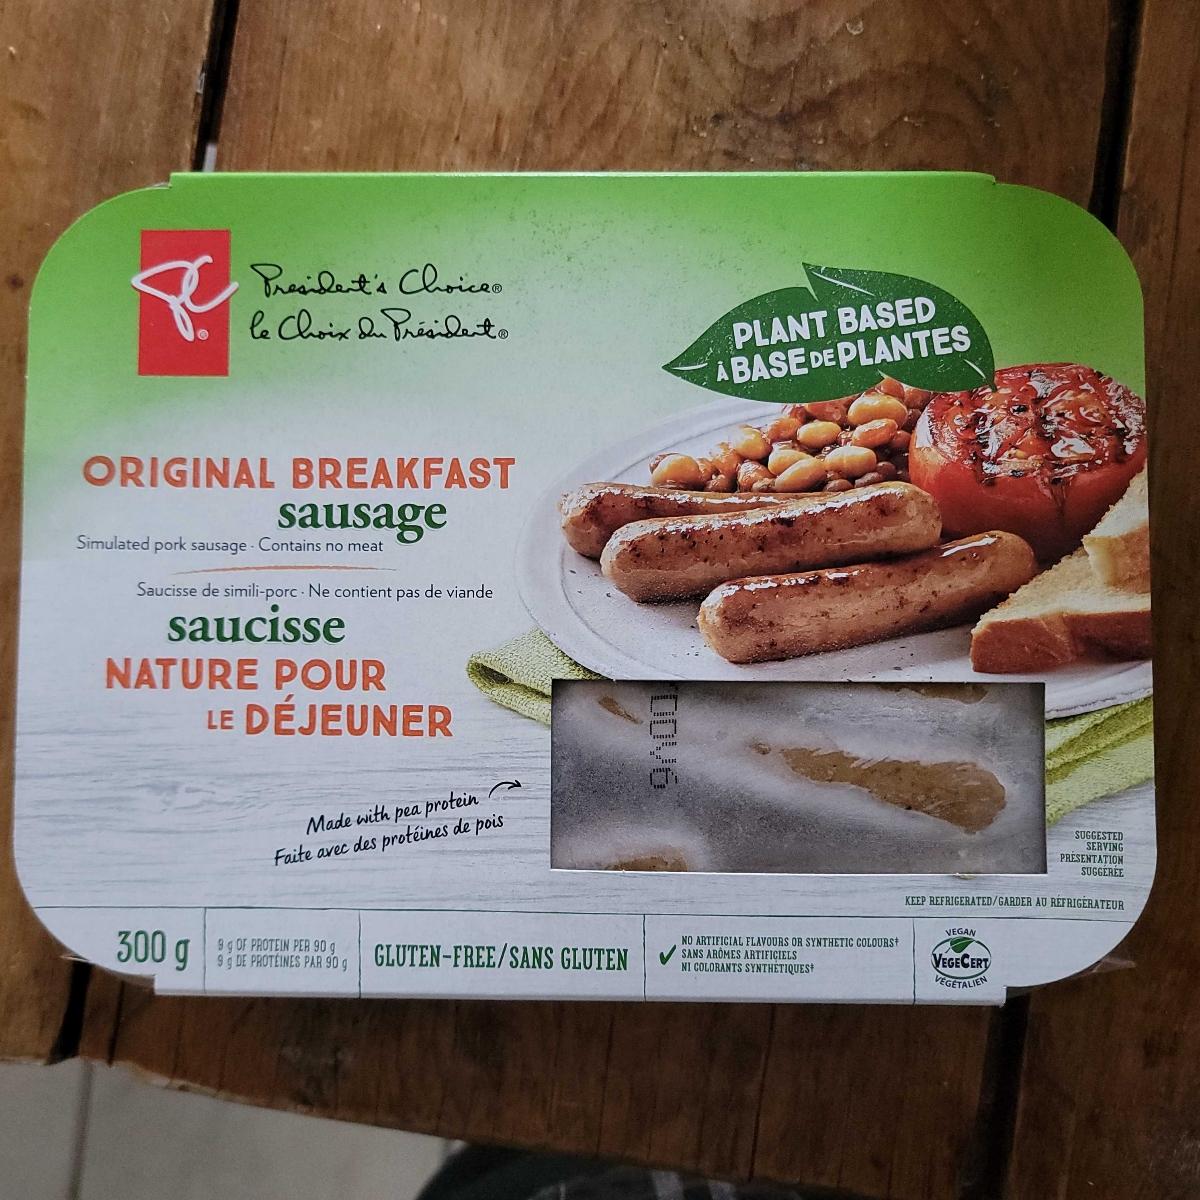 PC®
President's Choice®
le Choix du Président®
PLANT BASED
À BASE DE PLANTES
ORIGINAL BREAKFAST
sausage
Simulated pork sausage · Contains no meat
Saucisse de simili-porc · Ne contient pas de viande
saucisse
NATURE POUR
LE DÉJEUNER
Made with pea protein
Faite avec des protéines de pois
SUGGESTED
SERVING
PRÉSENTATION
SUGGÉRÉE
KEEP REFRIGERATED/GARDER AU RÉFRIGÉRATEUR
300 g
9 g OF PROTEIN PER 90 g
9 g DE PROTÉINES PAR 90 g
GLUTEN-FREE/SANS GLUTEN
NO ARTIFICIAL FLAVOURS OR SYNTHETIC COLOURS‡
SANS ARÔMES ARTIFICIELS
NI COLORANTS SYNTHÉTIQUES‡
VEGAN
VEGECERT
VÉGÉTALIEN